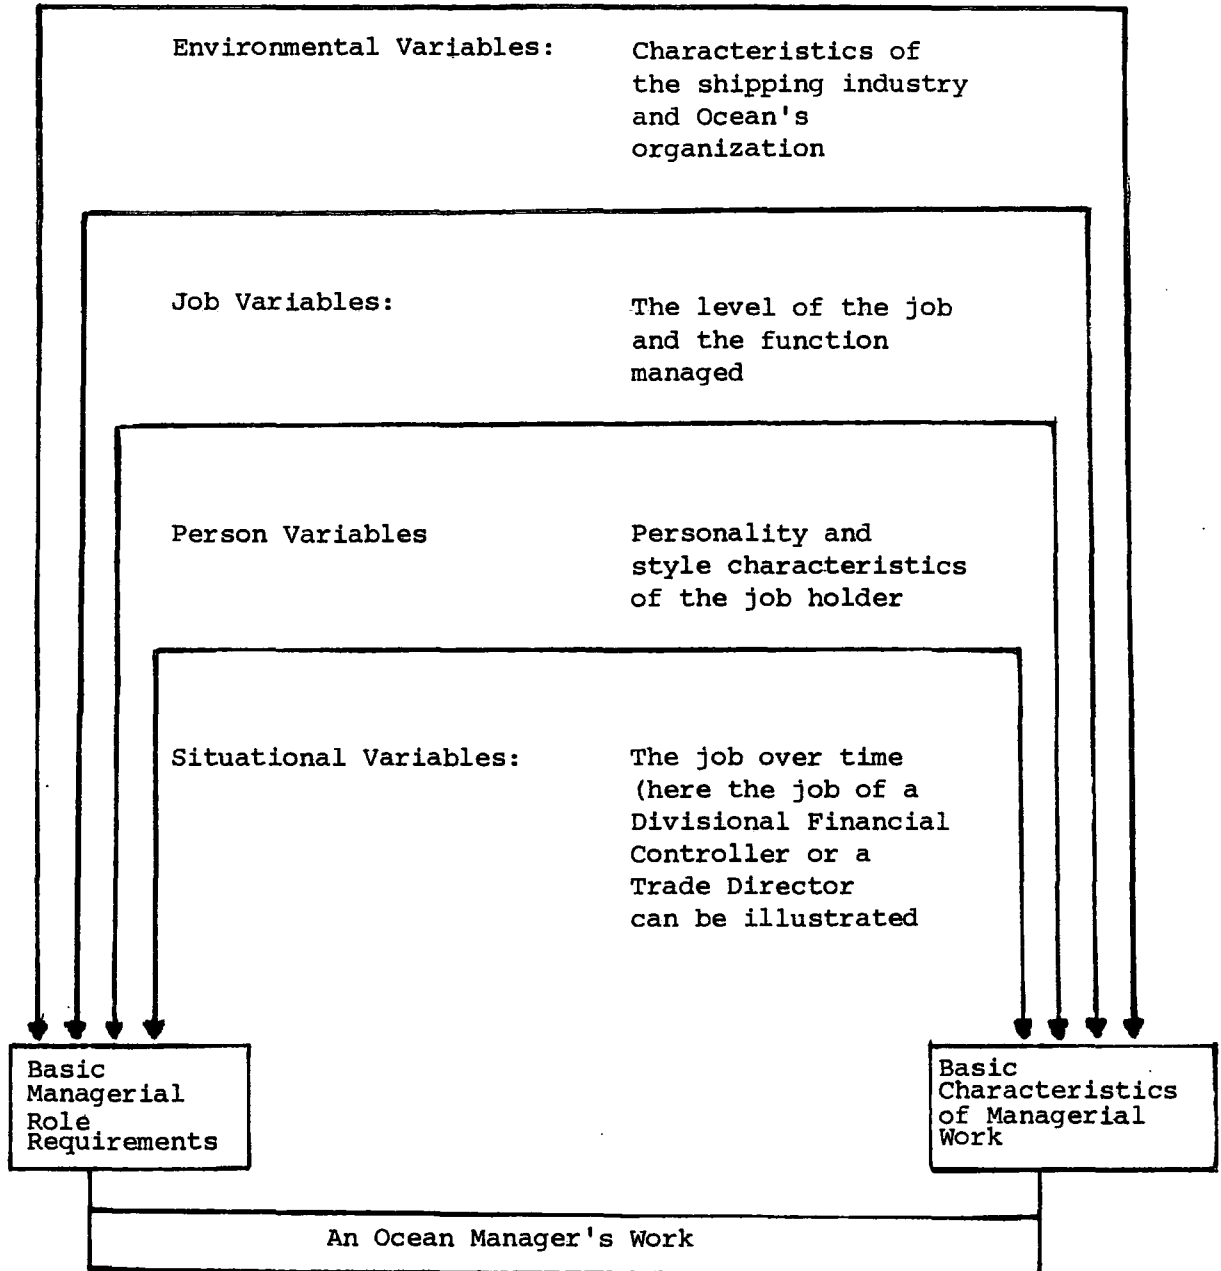 Environmental Variables:
Characteristics of
the shipping industry
and Ocean's
organization
Job Variables:
The level of the job
and the function
managed
Person Variables
Personality and
style characteristics
of the job holder
Situational Variables:
The job over time
(here the job of a
Divisional Financial
Controller or a
Trade Director
can be illustrated
Basic
Managerial
Role
Requirements
Basic
Characteristics
of Managerial
Work
An Ocean Manager's Work